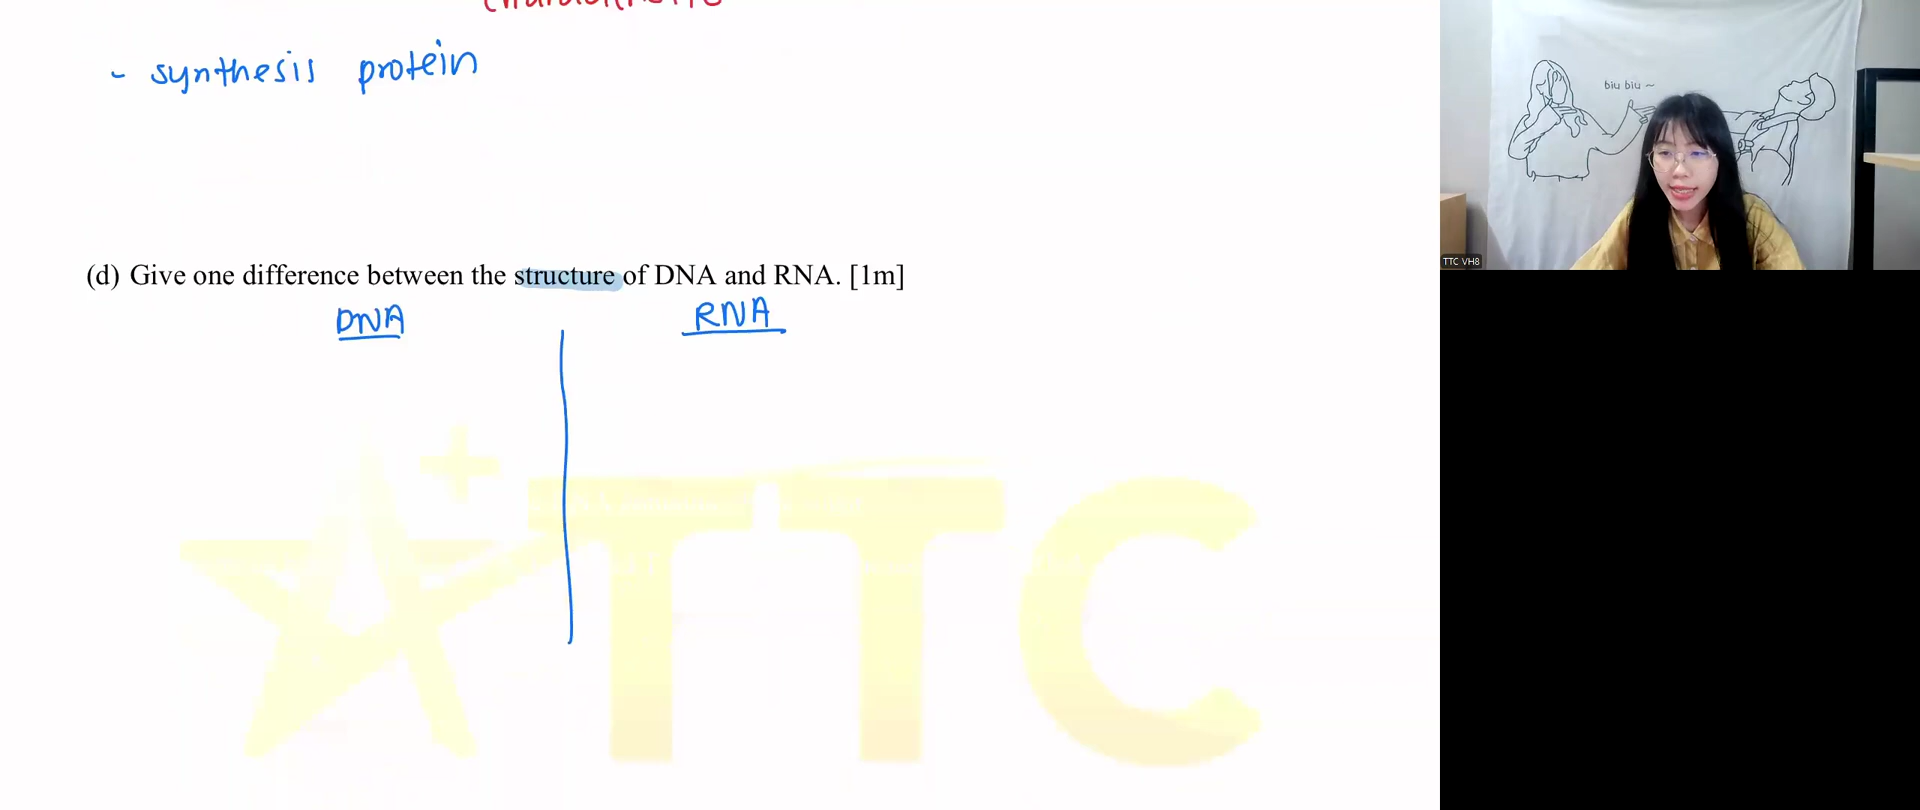 - synthesis protein
biu biu ~
TTC VH8
(d) Give one difference between the structure of DNA and RNA. [1m]
DNA
RNA
TTC